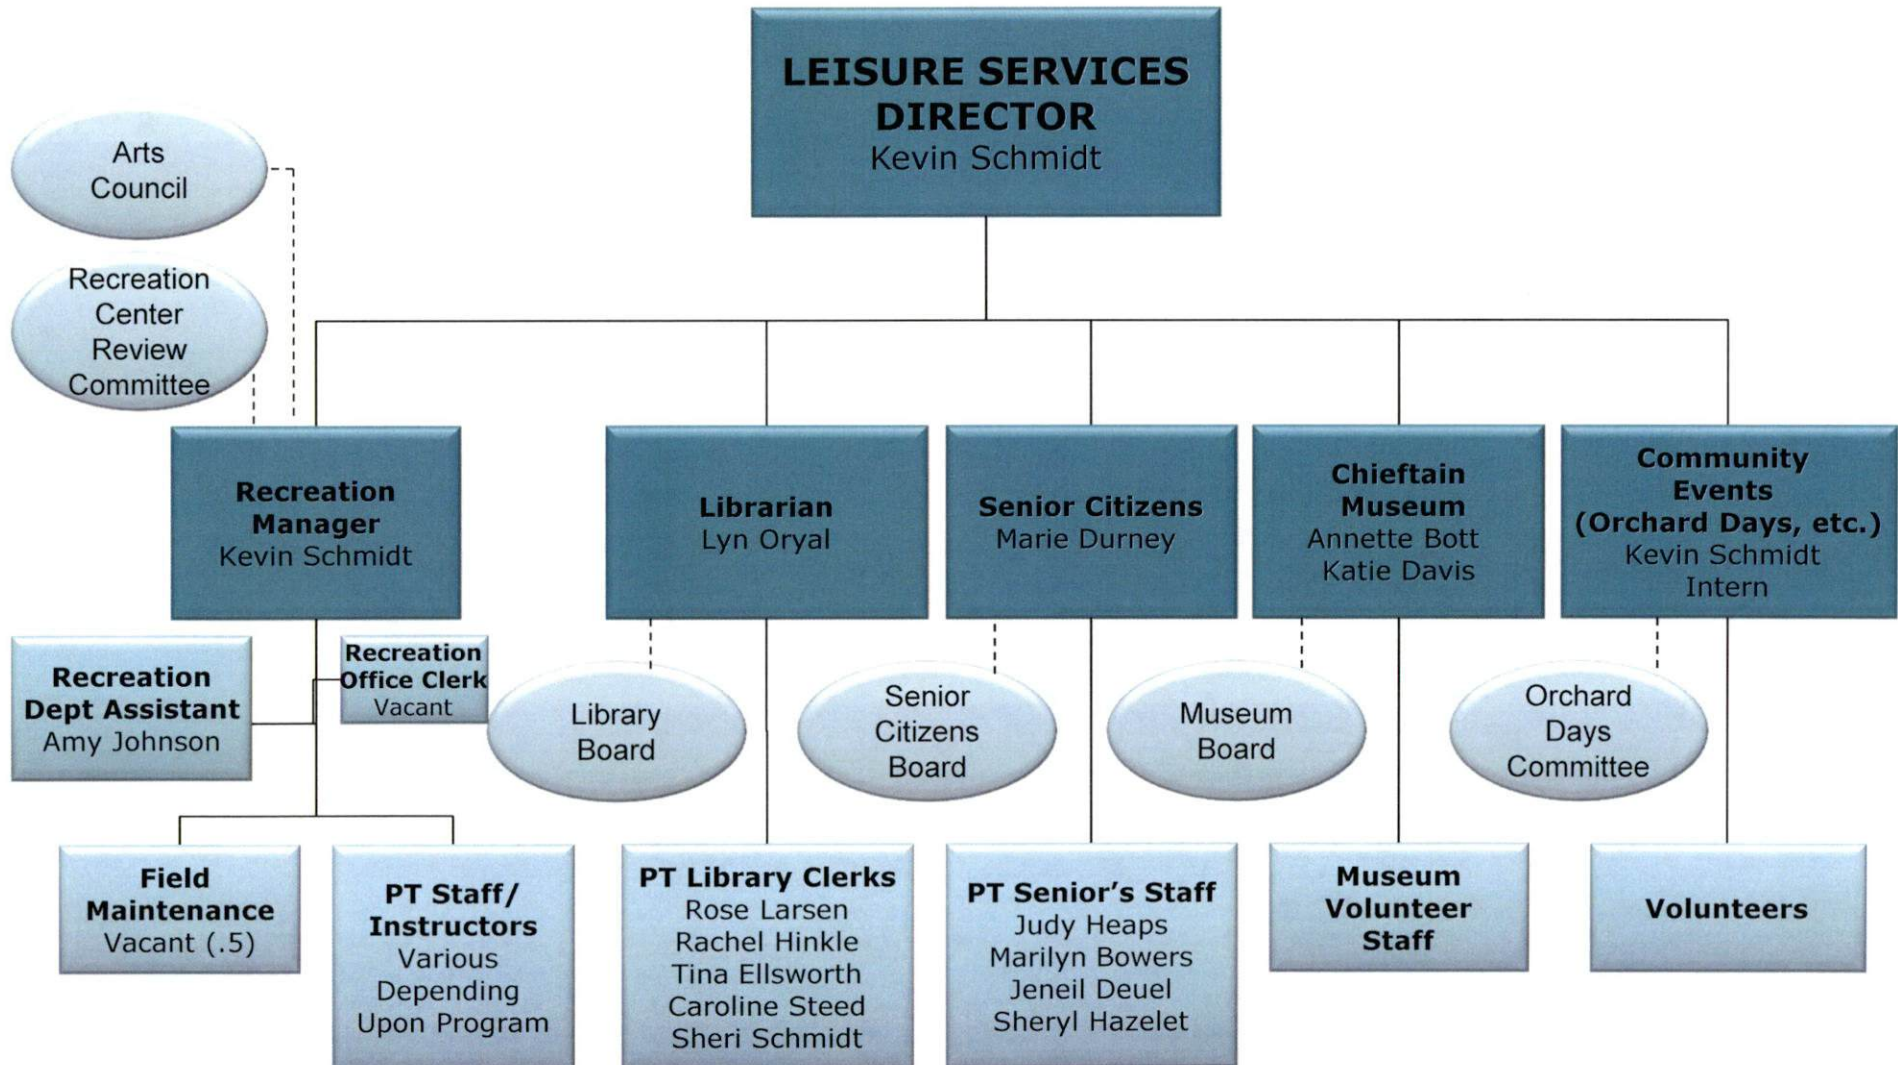 LEISURE SERVICES
DIRECTOR
Kevin Schmidt
Arts
Council
Recreation
Center
Review
Committee
Recreation
Manager
Kevin Schmidt
Librarian
Lyn Oryal
Senior Citizens
Marie Durney
Chieftain
Museum
Annette Bott
Katie Davis
Community
Events
(Orchard Days, etc.)
Kevin Schmidt
Intern
Recreation
Dept Assistant
Amy Johnson
Recreation
Office Clerk
Vacant
Library
Board
Senior
Citizens
Board
Museum
Board
Orchard
Days
Committee
Field
Maintenance
Vacant (.5)
PT Staff/
Instructors
Various
Depending
Upon Program
PT Library Clerks
Rose Larsen
Rachel Hinkle
Tina Ellsworth
Caroline Steed
Sheri Schmidt
PT Senior's Staff
Judy Heaps
Marilyn Bowers
Jeneil Deuel
Sheryl Hazelet
Museum
Volunteer
Staff
Volunteers